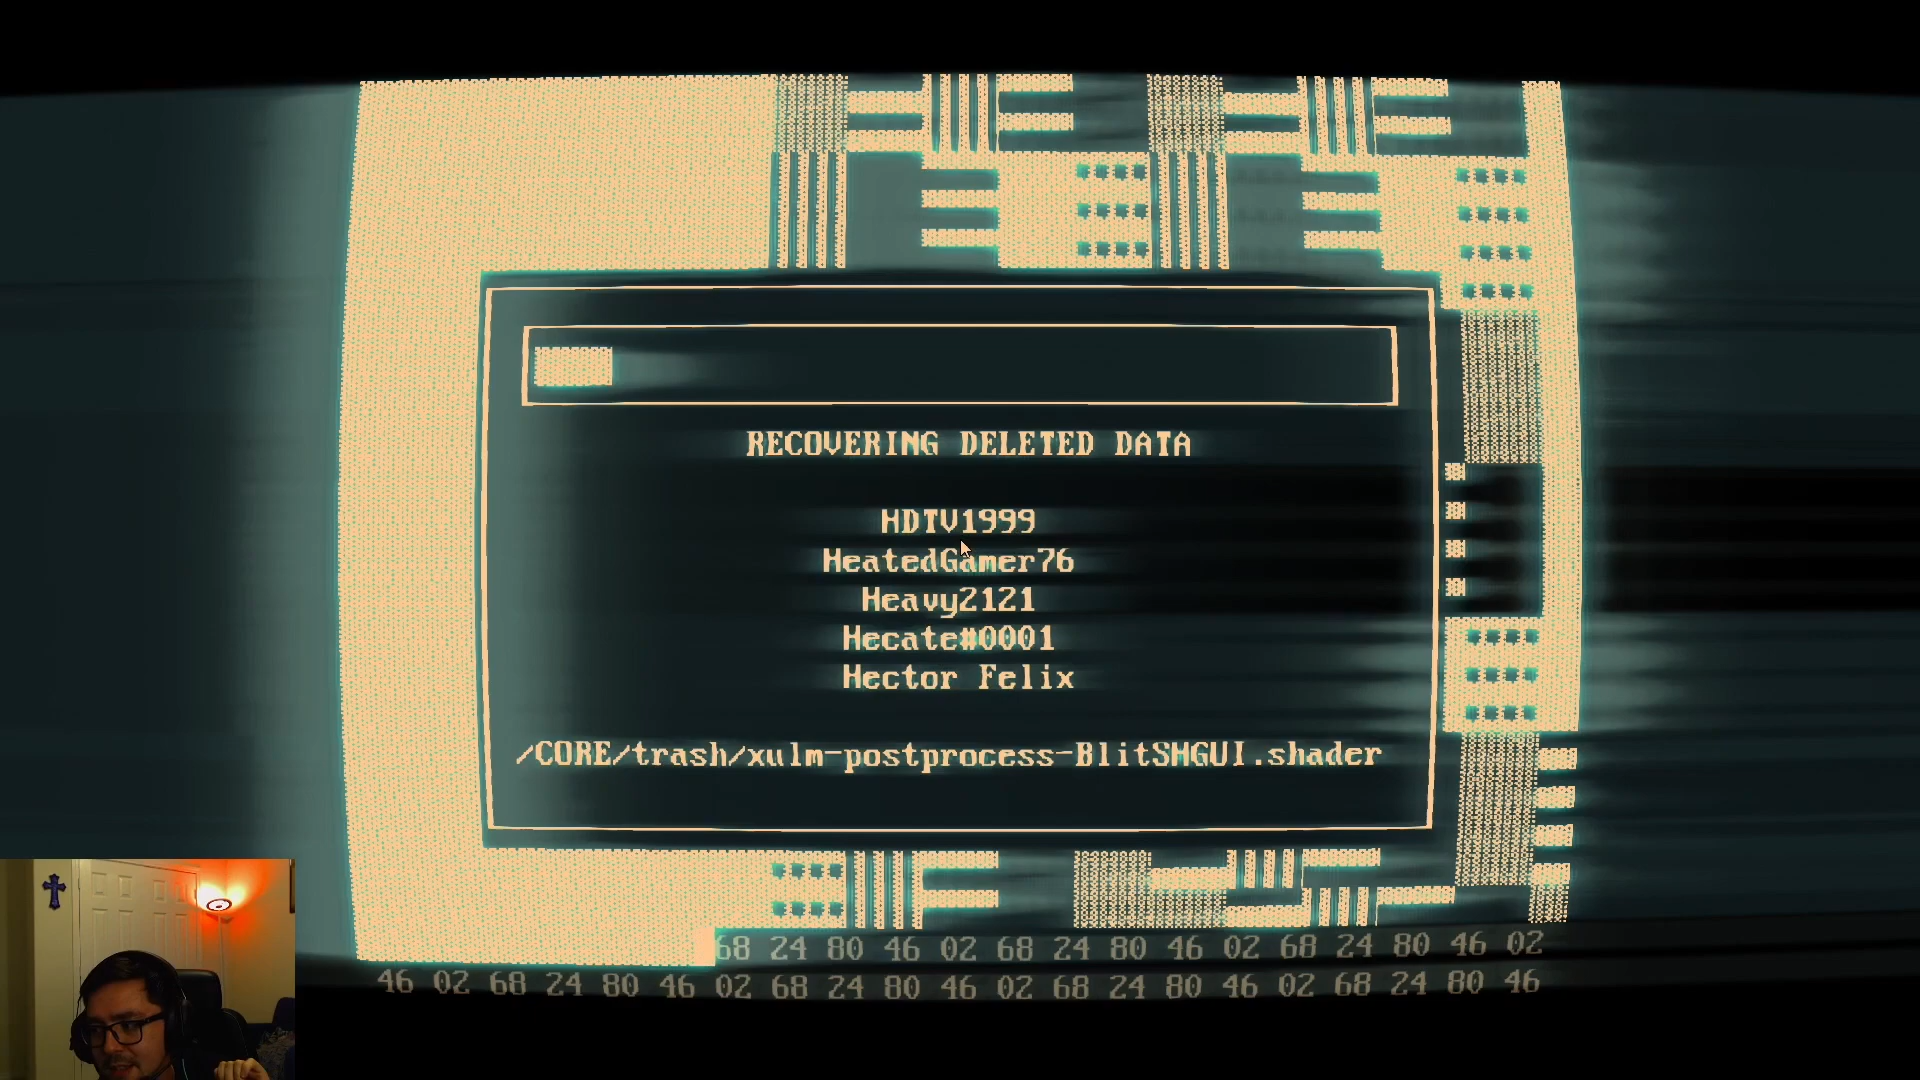 RECOVERING DELETED DATA
HDTV1999
HeatedGamer76
Heavy2121
Hecate#0001
Hector Felix
/CORE/trash/xulm-postprocess-BlitSMGUI.shader
68 24 80 46 02 68 24 80 46 02 68 24 80 46 02
46 02 68 24 80 46 02 68 24 80 46 02 68 24 80 46 02 68 24 80 46